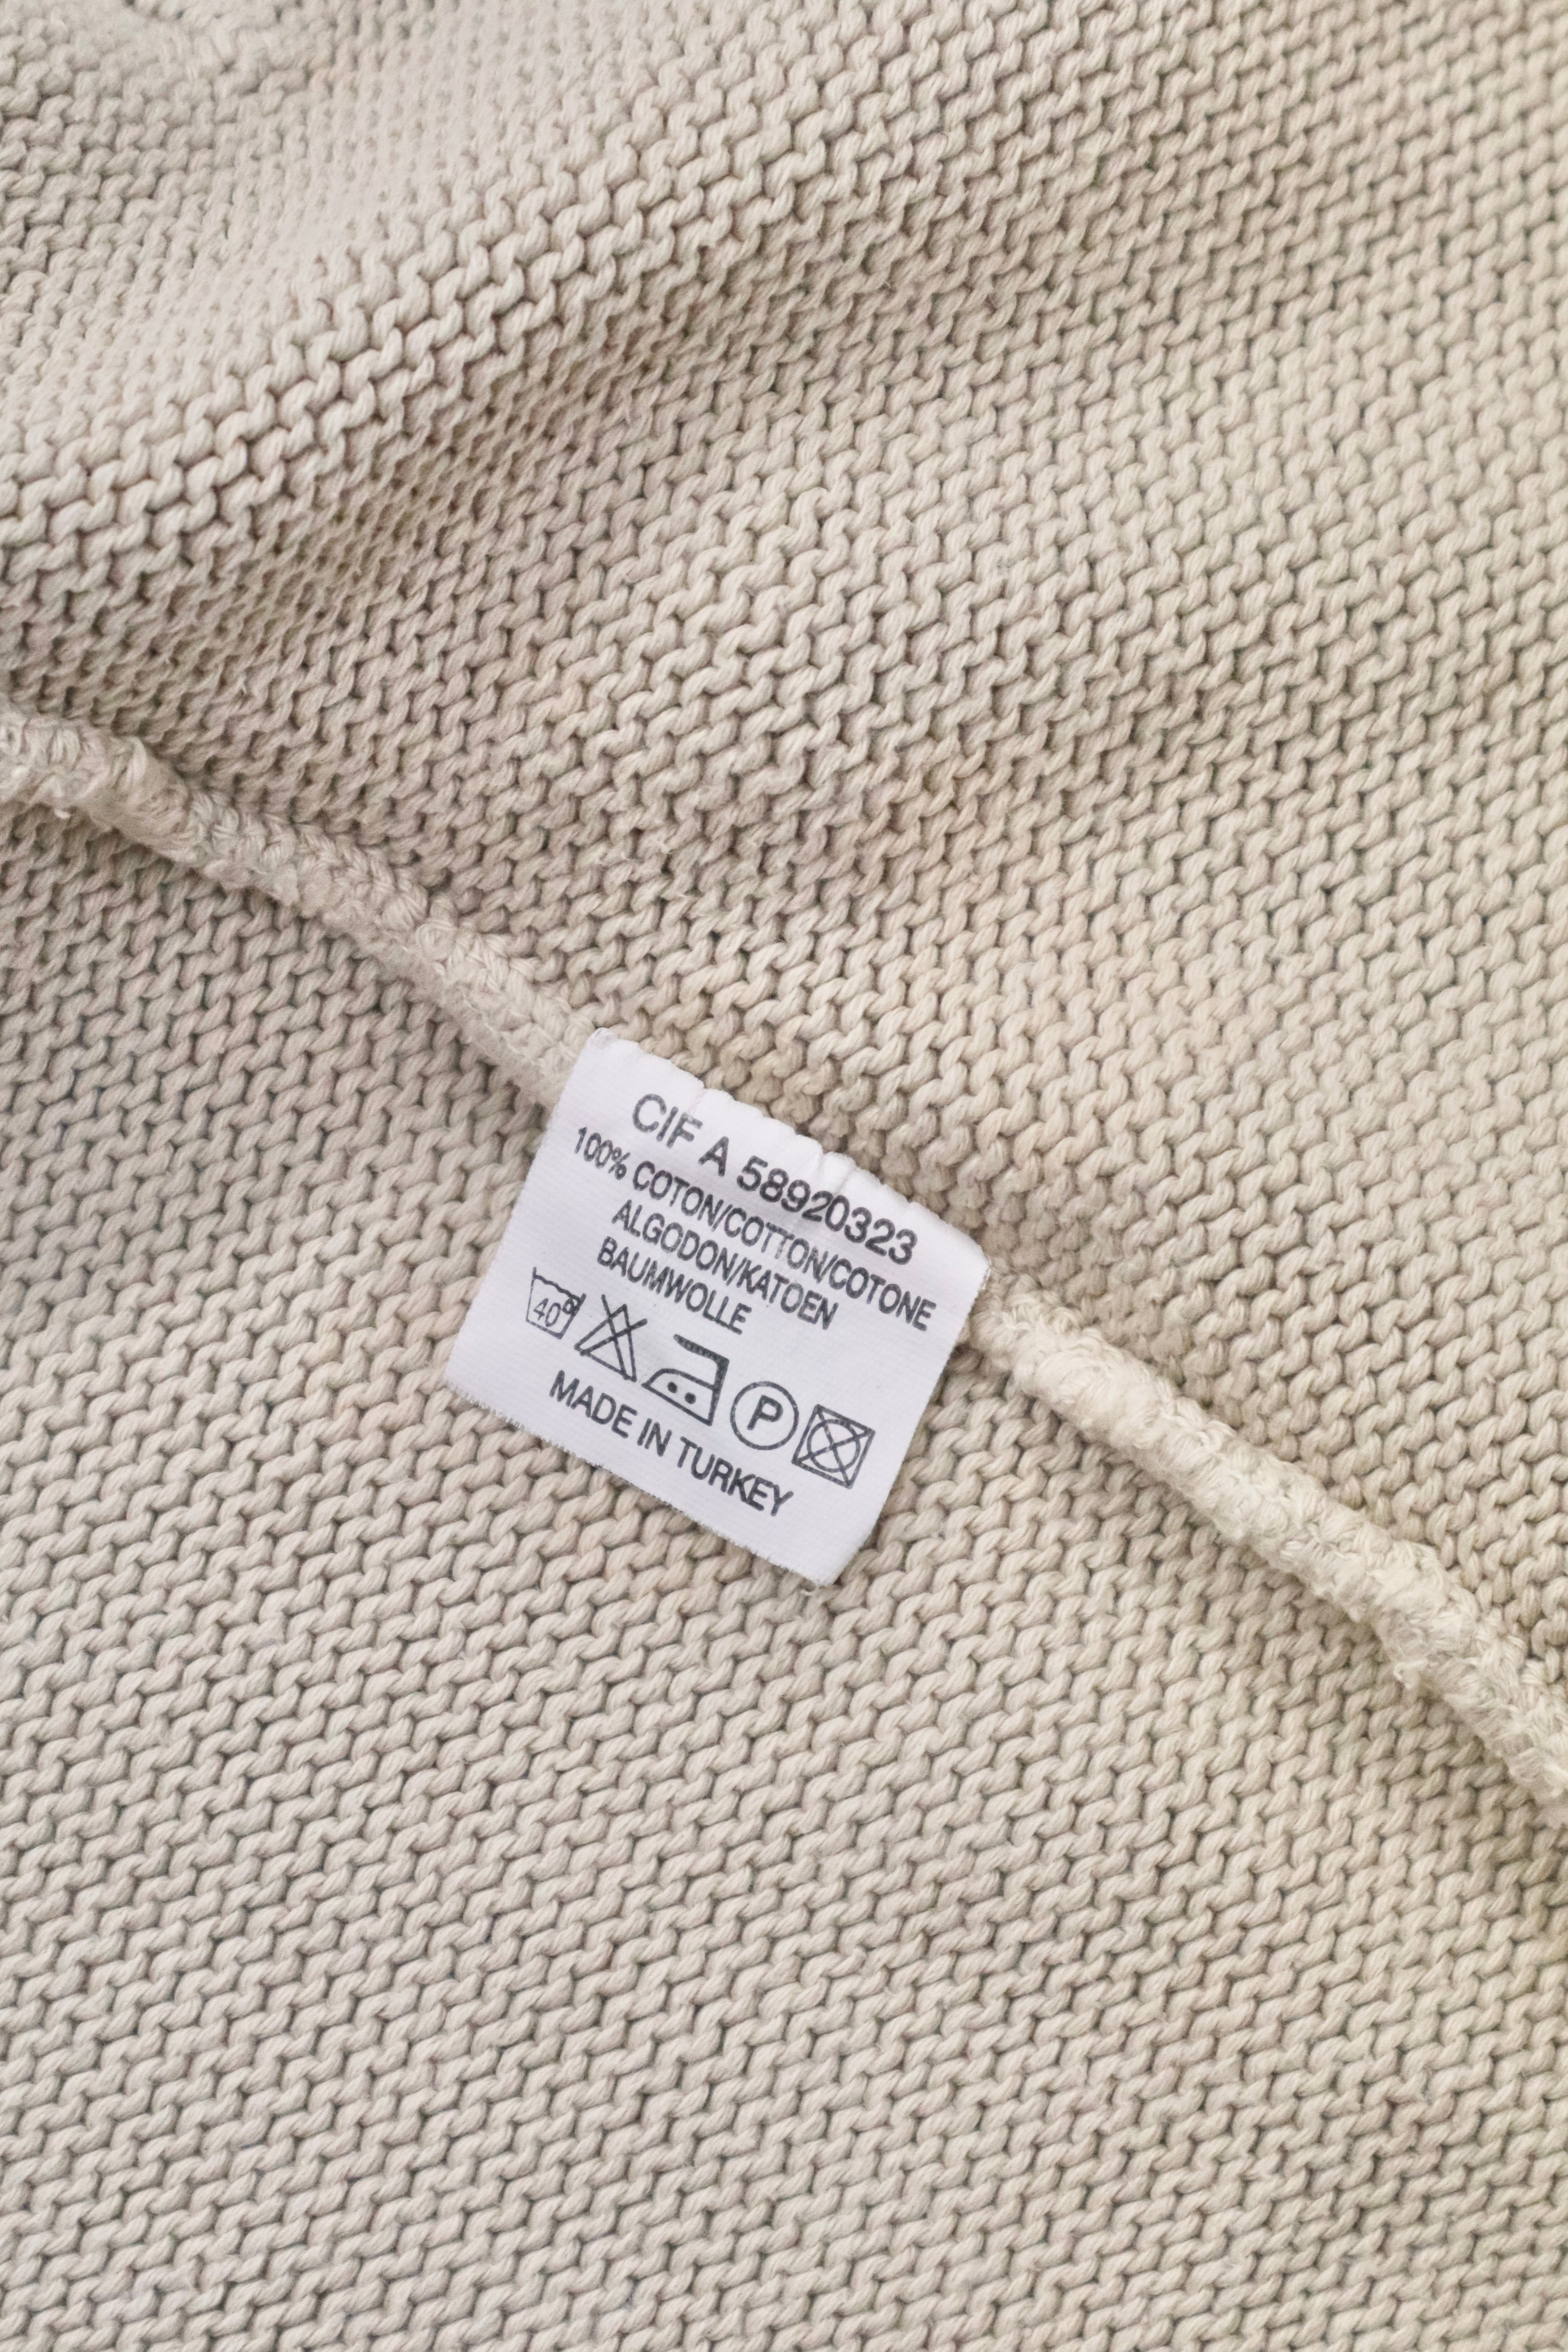 CIF A 58920323
100% COTON/COTTON/COTONE
ALGODON/KATOEN
BAUMWOLLE
40° P
MADE IN TURKEY